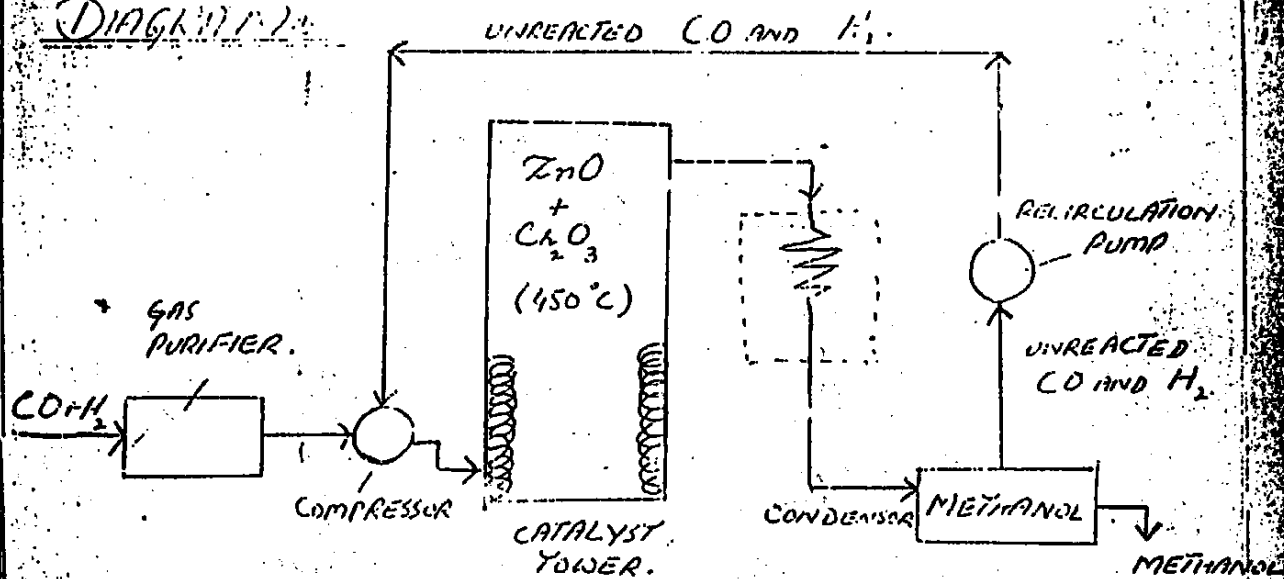 DIAGRAM
UNREACTED CO AND H₂.
ZnO
+
Cr₂O₃
(450°C)
RECIRCULATION
PUMP
GAS
PURIFIER.
UNREACTED
CO AND H₂.
CO+H₂
COMPRESSOR
CONDENSOR
METHANOL
CATALYST
TOWER.
METHANOL